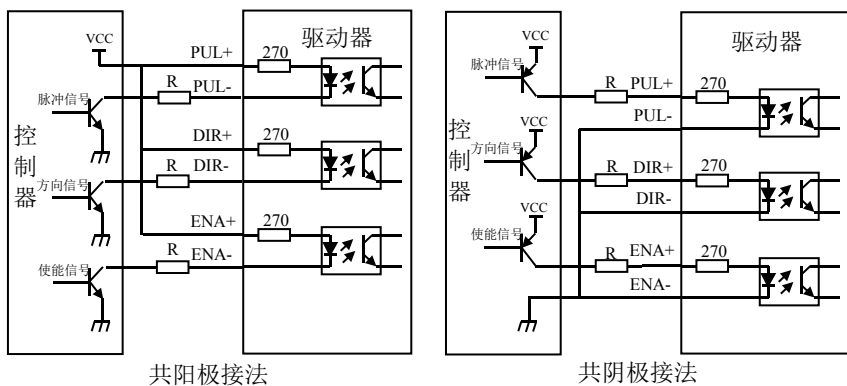 驱动器
VCC
PUL+
270
R
PUL-
脉冲信号
控制器
DIR+
270
R
DIR-
方向信号
ENA+
270
R
ENA-
使能信号
共阳极接法
驱动器
VCC
脉冲信号
R
PUL+
270
PUL-
控制器
VCC
方向信号
R
DIR+
270
DIR-
VCC
使能信号
R
ENA+
270
ENA-
共阴极接法